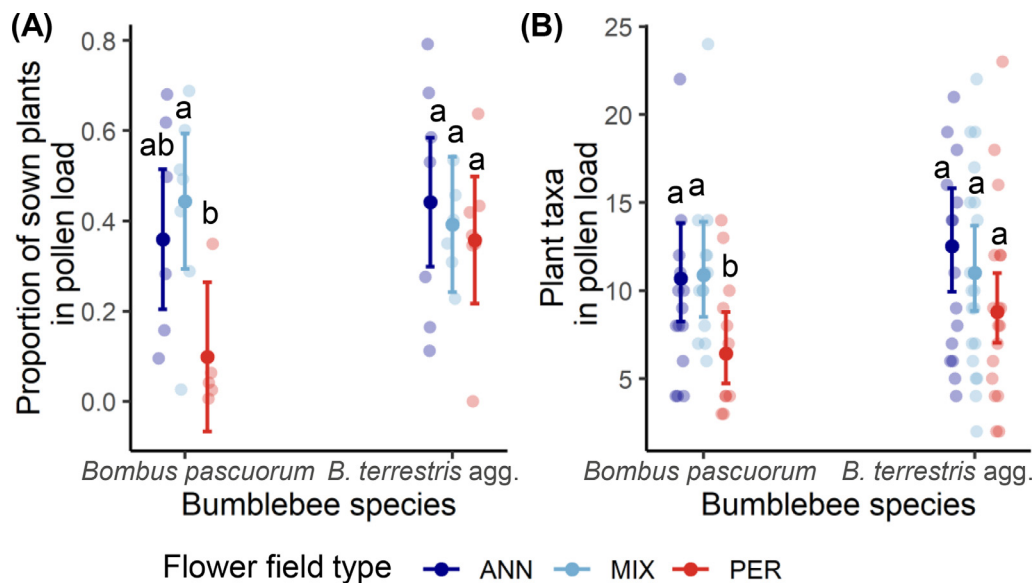 (A)
Proportion of sown plants
in pollen load
0.8
0.6
0.4
0.2
0.0
ab
a
b
a
a
a
Bombus pascuorum
B. terrestris agg.
Bumblebee species
(B)
Plant taxa
in pollen load
25
20
15
10
5
a
a
b
a
a
a
Bombus pascuorum
B. terrestris agg.
Bumblebee species
Flower field type ANN MIX PER